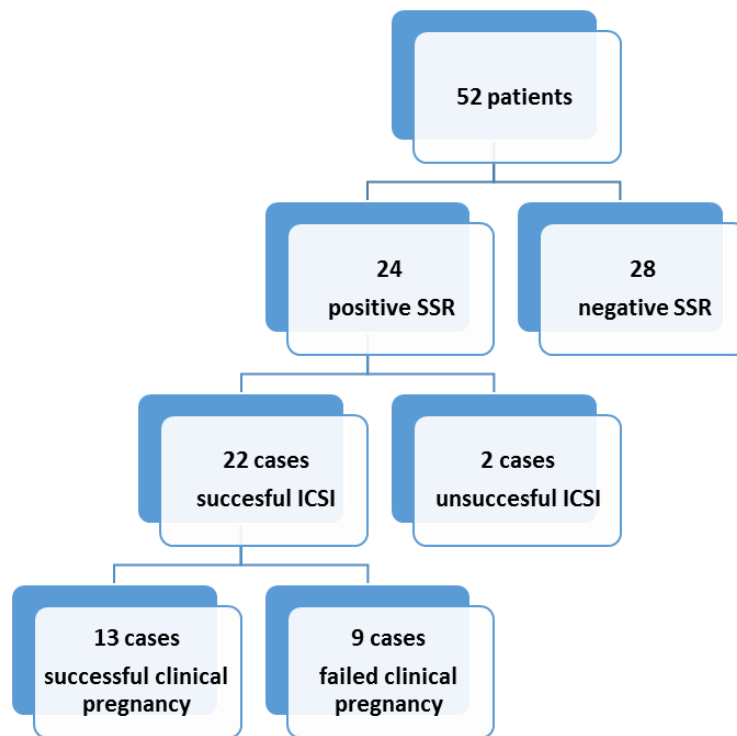 52 patients
24
positive SSR
28
negative SSR
22 cases
succesful ICSI
2 cases
unsuccesful ICSI
13 cases
successful clinical
pregnancy
9 cases
failed clinical
pregnancy